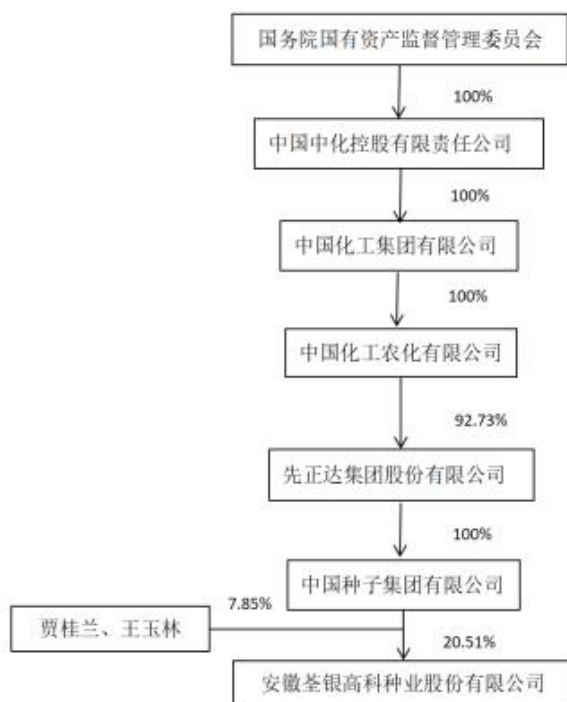 国务院国有资产监督管理委员会
100%
中国中化控股有限责任公司
100%
中国化工集团有限公司
100%
中国化工农化有限公司
92.73%
先正达集团股份有限公司
100%
中国种子集团有限公司
7.85%
贾桂兰、王玉林
20.51%
安徽荃银高科种业股份有限公司